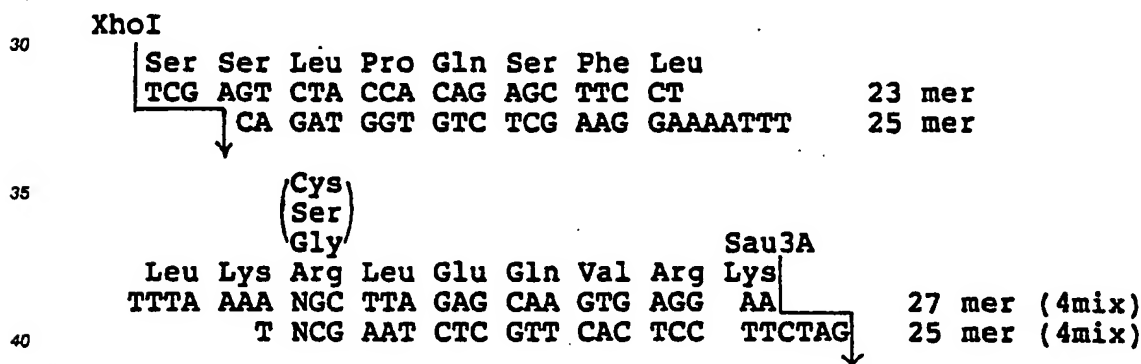 XhoI
30
Ser Ser Leu Pro Gln Ser Phe Leu
TCG AGT CTA CCA CAG AGC TTC CT 23 mer
CA GAT GGT GTC TCG AAG GAAAATTT 25 mer
35
(Cys
Ser
Gly)
Sau3A
Leu Lys Arg Leu Glu Gln Val Arg Lys
TTTA AAA NGC TTA GAG CAA GTG AGG AA 27 mer (4mix)
40
T NCG AAT CTC GTT CAC TCC TTCTAG 25 mer (4mix)